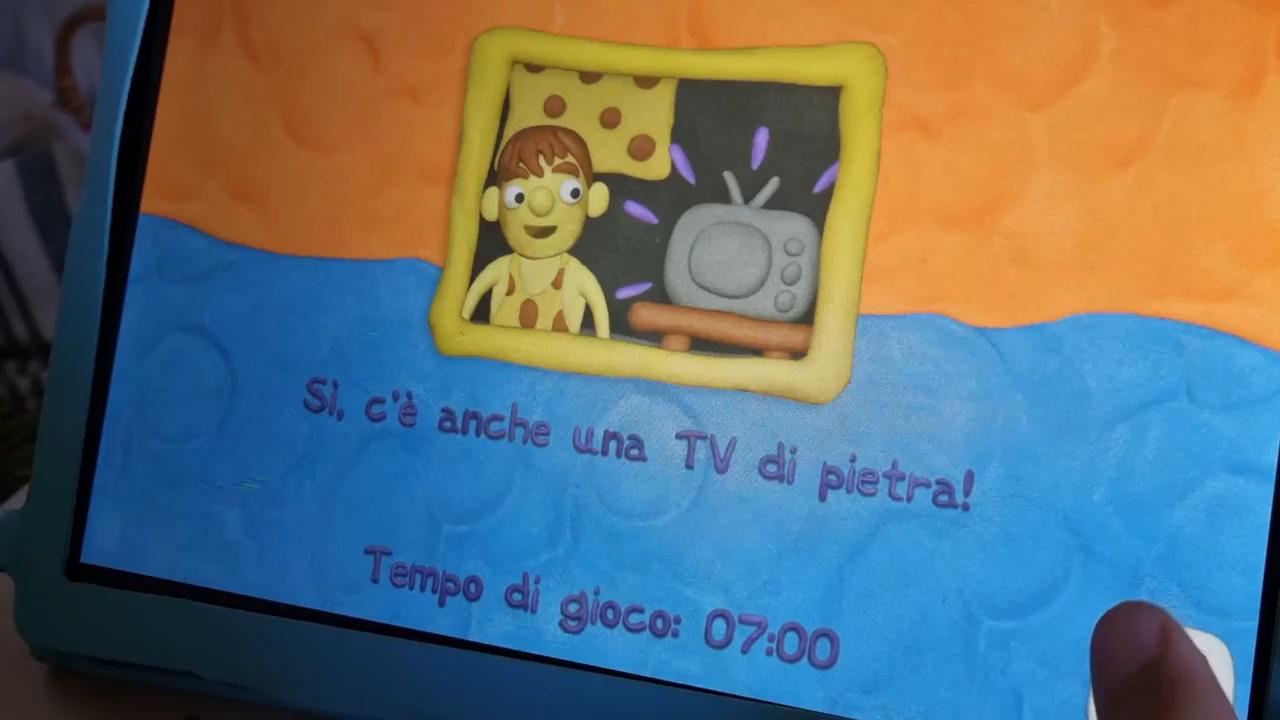 Sì, c'è anche una TV di pietra!
Tempo di gioco: 07:00